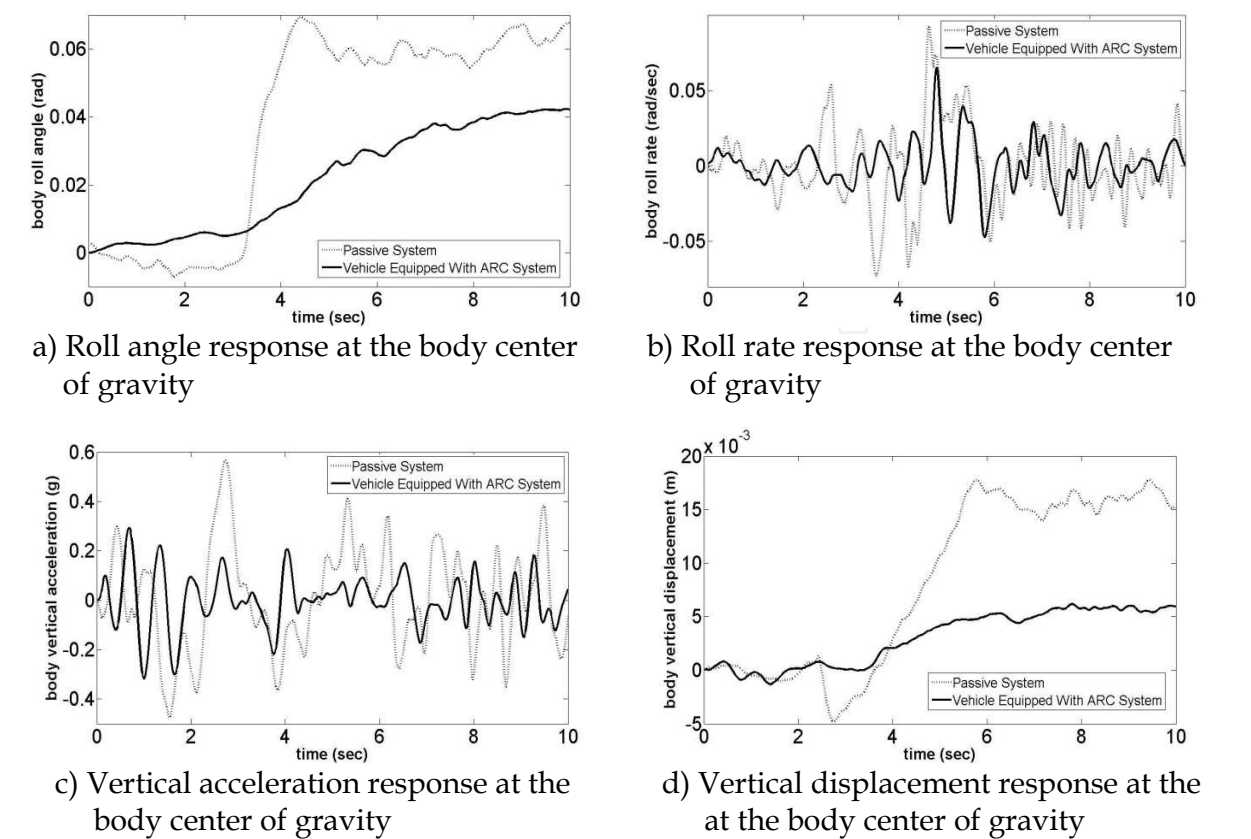 body roll angle (rad)
0.06
0.04
0.02
0
Passive System
Vehicle Equipped With ARC System
0 2 4 6 8 10
time (sec)
a) Roll angle response at the body center
of gravity
body roll rate (rad/sec)
0.05
0
-0.05
Passive System
Vehicle Equipped With ARC System
0 2 4 6 8 10
time (sec)
b) Roll rate response at the body center
of gravity
body vertical acceleration (g)
0.6
0.4
0.2
0
-0.2
-0.4
Passive System
Vehicle Equipped With ARC System
0 2 4 6 8 10
time (sec)
c) Vertical acceleration response at the
body center of gravity
body vertical displacement (m)
x 10-3
20
15
10
5
0
-5
Passive System
Vehicle Equipped With ARC System
0 2 4 6 8 10
time (sec)
d) Vertical displacement response at the
at the body center of gravity